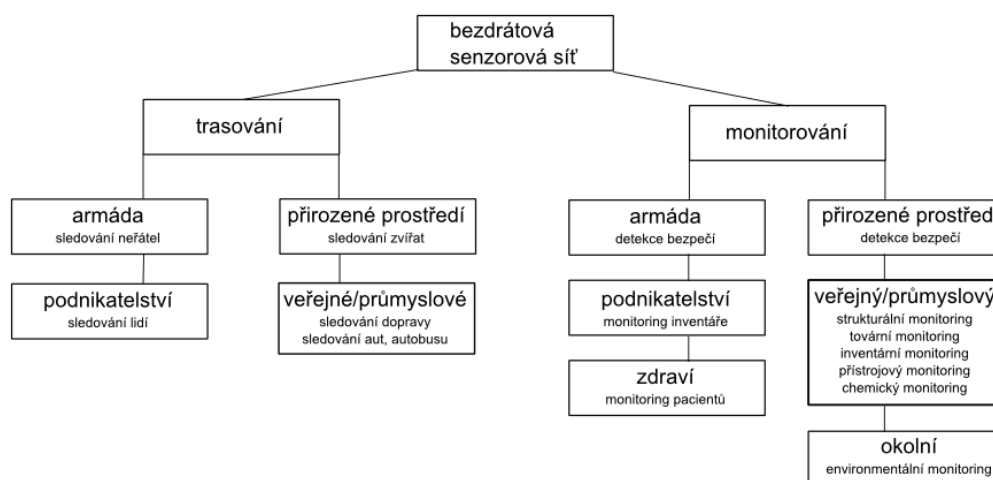 bezdrátová
senzorová síť
trasování
monitorování
armáda
sledování neřátel
přirozené prostředí
sledování zvířat
armáda
detekce bezpečí
přirozené prostřed
detekce bezpečí
podnikatelství
sledování lidí
veřejné/průmyslové
sledování dopravy
sledování aut, autobusu
podnikatelství
monitoring inventáře
veřejný/průmyslový
strukturální monitoring
tovární monitoring
inventární monitoring
přístrojový monitoring
chemický monitoring
zdraví
monitoring pacientů
okolní
environmentální monitoring